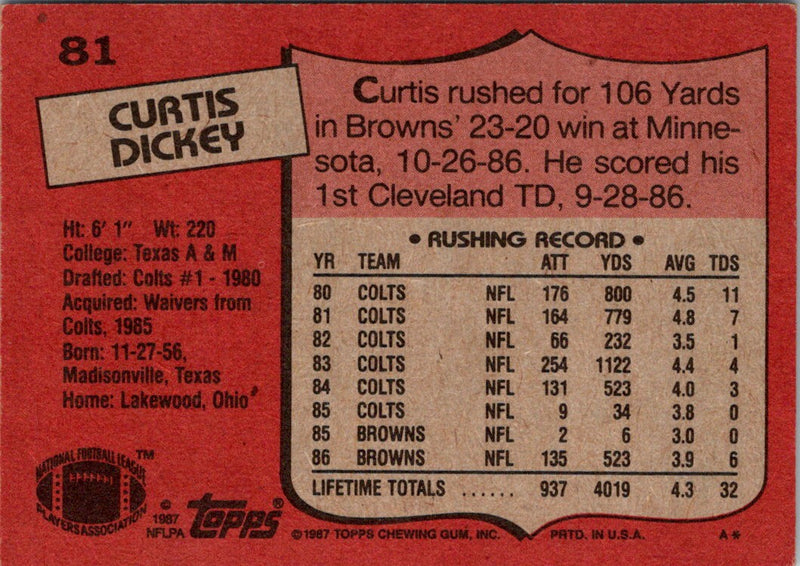 81
CURTIS
DICKEY
Curtis rushed for 106 Yards
in Browns' 23-20 win at Minne-
sota, 10-26-86. He scored his
1st Cleveland TD, 9-28-86.
Ht: 6' 1" Wt: 220
College: Texas A & M
Drafted: Colts #1 - 1980
Acquired: Waivers from
Colts, 1985
Born: 11-27-56,
Madisonville, Texas
Home: Lakewood, Ohio
• RUSHING RECORD •
YR TEAM ATT YDS AVG TDS
80 COLTS NFL 176 800 4.5 11
81 COLTS NFL 164 779 4.8 7
82 COLTS NFL 66 232 3.5 1
83 COLTS NFL 254 1122 4.4 4
84 COLTS NFL 131 523 4.0 3
85 COLTS NFL 9 34 3.8 0
85 BROWNS NFL 2 6 3.0 0
86 BROWNS NFL 135 523 3.9 6
LIFETIME TOTALS ...... 937 4019 4.3 32
NATIONAL FOOTBALL LEAGUE ™
PLAYERS ASSOCIATION
© 1987 NFLPA
topps®
© 1987 TOPPS CHEWING GUM, INC. PRTD. IN U.S.A. A*